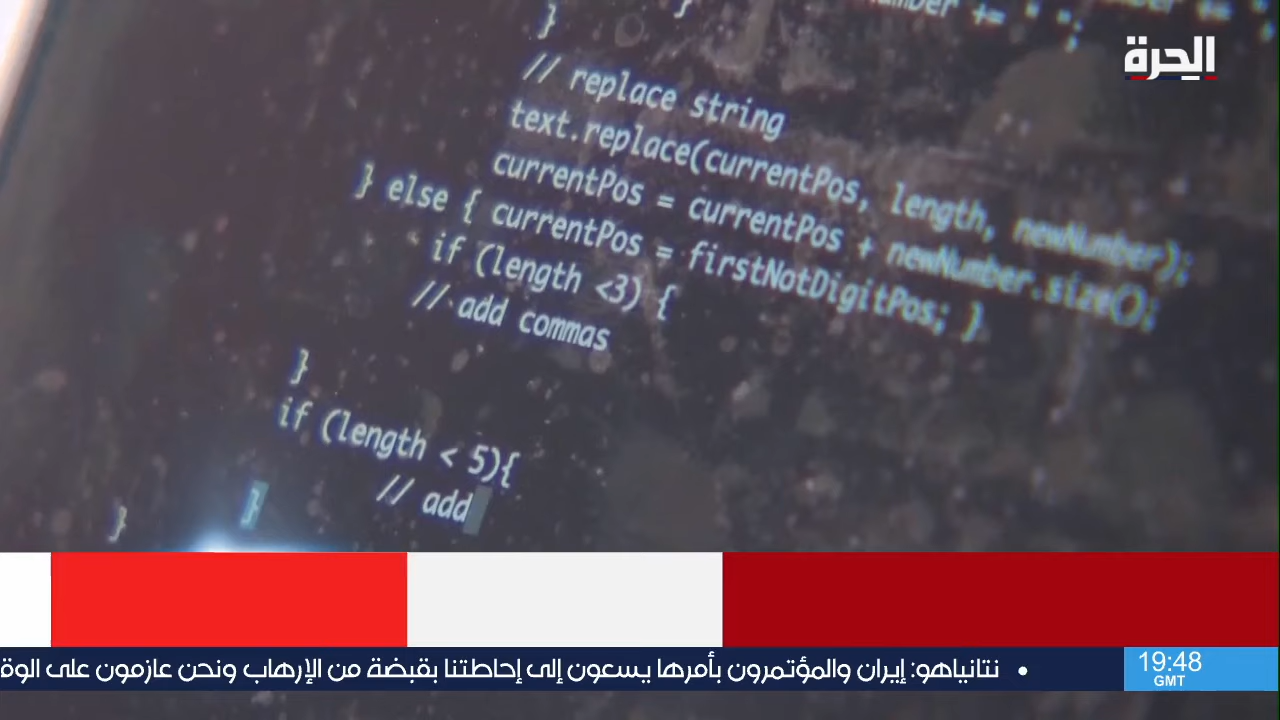 }
// replace string
text.replace(currentPos, length, newNumber);
currentPos = currentPos + newNumber.size();
} else { currentPos = firstNotDigitPos; }
if (length <3) {
// add commas
}
if (length < 5){
// add
}
}
الحرة
• نتانياهو: إيران والمؤتمرون بأمرها يسعون إلى إحاطتنا بقبضة من الإرهاب ونحن عازمون على
19:48
GMT